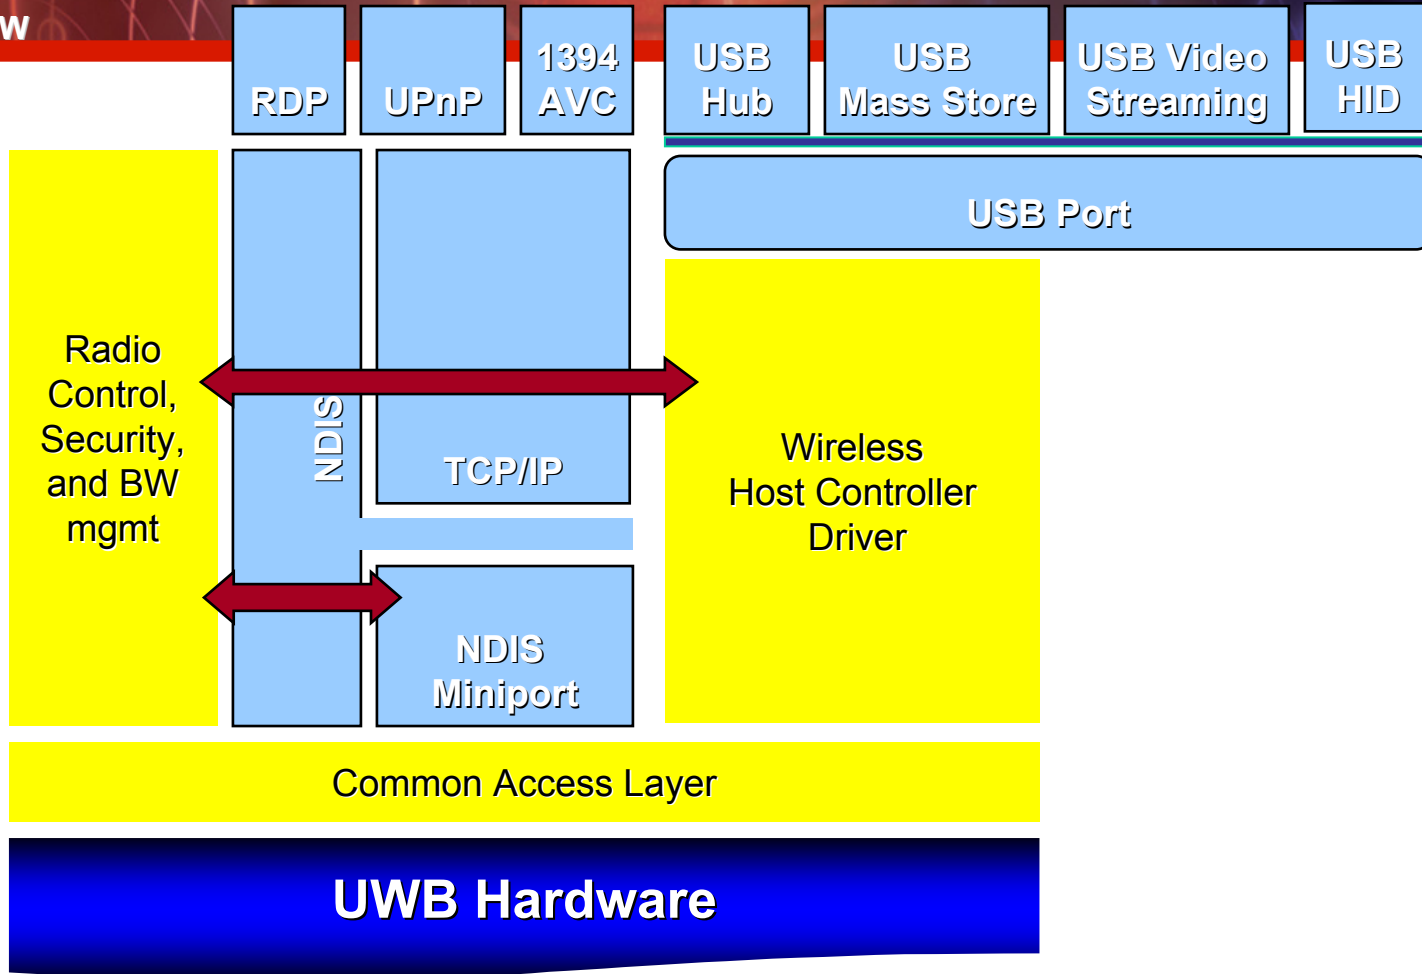 w
RDP
UPnP
1394
AVC
USB
Hub
USB
Mass Store
USB Video
Streaming
USB
HID
USB Port
Radio
Control,
Security,
and BW
mgmt
NDIS
TCP/IP
Wireless
Host Controller
Driver
NDIS
Miniport
Common Access Layer
UWB Hardware